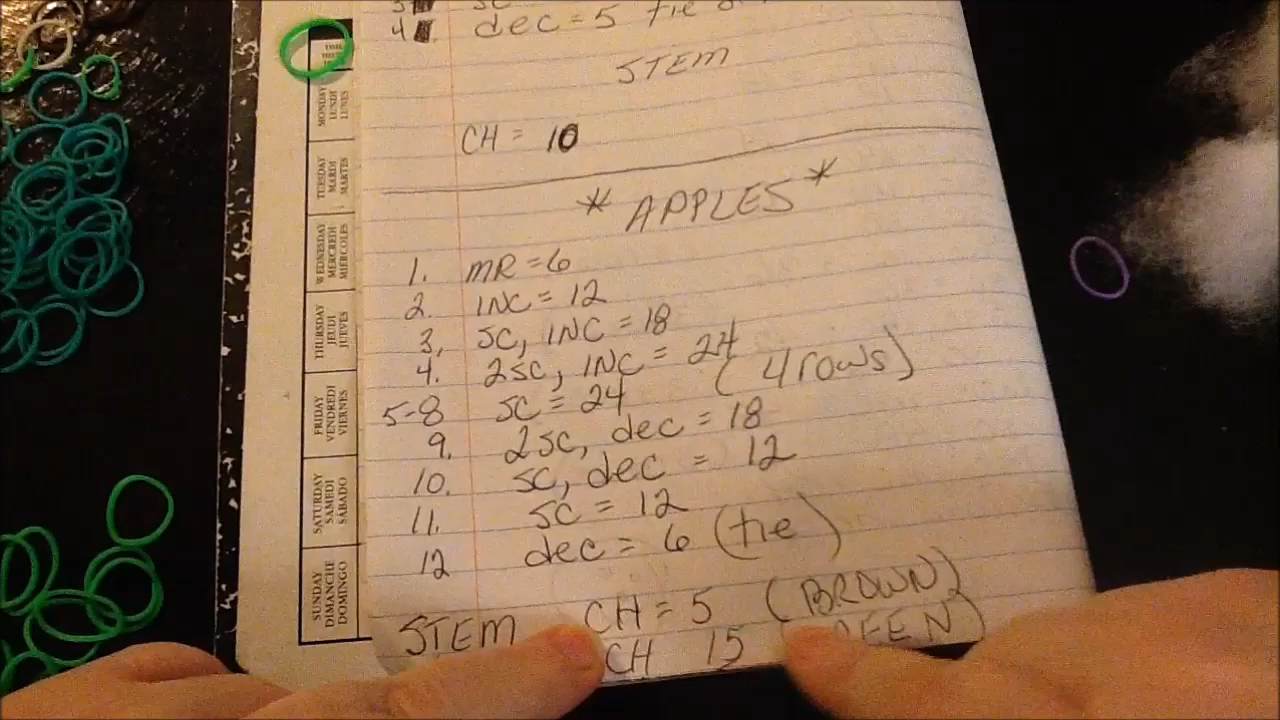 4. dec = 5 tie
STEM
CH = 10
* APPLES *
1. MR = 6
2. INC = 12
3, SC, INC = 18
4. 2SC, INC = 24
5-8 SC = 24 (4 rows)
9. 2SC, dec = 18
10. SC, dec = 12
11. SC = 12
12 dec = 6 (tie)
STEM CH = 5 (BROWN)
CH 15
MONDAY
LUNDI
LUNES
TUESDAY
MARDI
MARTES
WEDNESDAY
MERCREDI
MIÉRCOLES
THURSDAY
JEUDI
JUEVES
FRIDAY
VENDREDI
VIERNES
SATURDAY
SAMEDI
SÁBADO
SUNDAY
DIMANCHE
DOMINGO